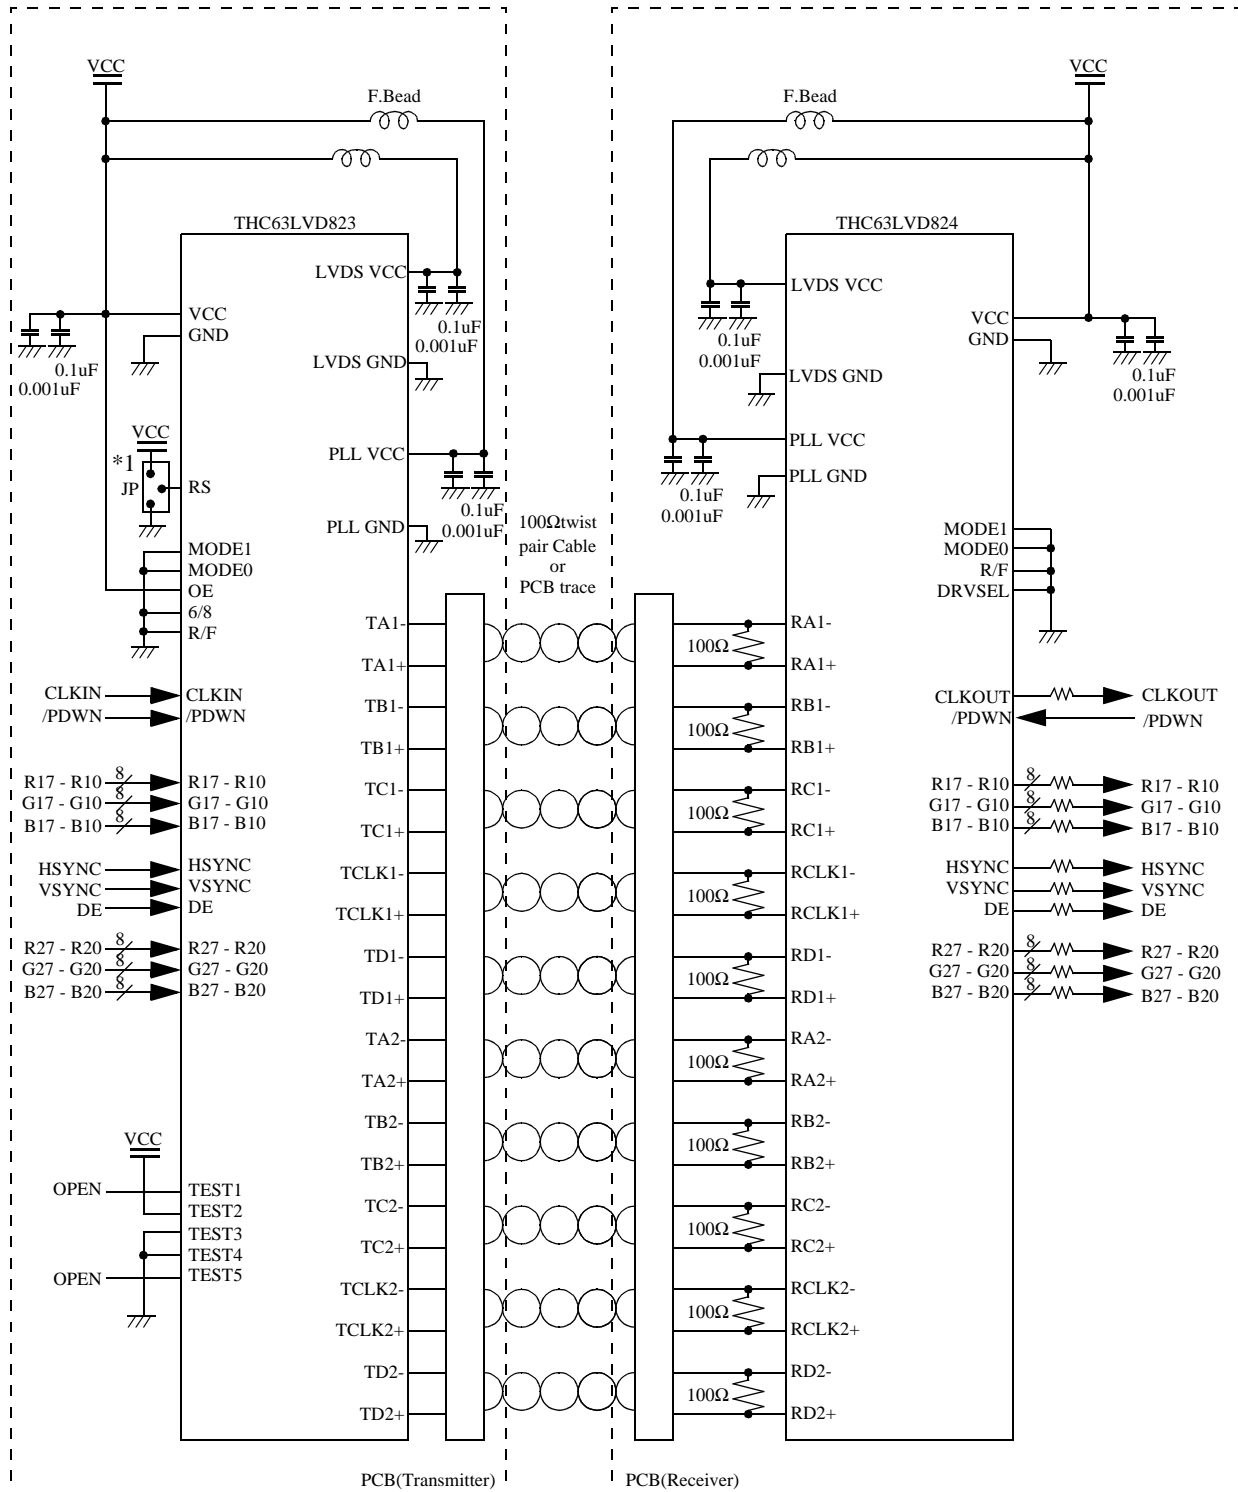 VCC
F.Bead
THC63LVD823
LVDS VCC
0.1uF
0.001uF
LVDS GND
VCC
GND
0.1uF
0.001uF
VCC
*1
JP
RS
PLL VCC
0.1uF
0.001uF
PLL GND
MODE1
MODE0
OE
6/8
R/F
CLKIN
CLKIN
/PDWN
/PDWN
R17 - R10
8
R17 - R10
G17 - G10
8
G17 - G10
B17 - B10
8
B17 - B10
HSYNC
HSYNC
VSYNC
VSYNC
DE
DE
R27 - R20
8
R27 - R20
G27 - G20
8
G27 - G20
B27 - B20
8
B27 - B20
VCC
OPEN
TEST1
TEST2
TEST3
TEST4
OPEN
TEST5
TA1-
TA1+
TB1-
TB1+
TC1-
TC1+
TCLK1-
TCLK1+
TD1-
TD1+
TA2-
TA2+
TB2-
TB2+
TC2-
TC2+
TCLK2-
TCLK2+
TD2-
TD2+
PCB(Transmitter)
100Ωtwist
pair Cable
or
PCB trace
VCC
F.Bead
THC63LVD824
LVDS VCC
0.1uF
0.001uF
LVDS GND
PLL VCC
PLL GND
0.1uF
0.001uF
VCC
GND
0.1uF
0.001uF
MODE1
MODE0
R/F
DRVSEL
RA1-
100Ω
RA1+
RB1-
100Ω
RB1+
RC1-
100Ω
RC1+
RCLK1-
100Ω
RCLK1+
RD1-
100Ω
RD1+
RA2-
100Ω
RA2+
RB2-
100Ω
RB2+
RC2-
100Ω
RC2+
RCLK2-
100Ω
RCLK2+
RD2-
100Ω
RD2+
CLKOUT
CLKOUT
/PDWN
/PDWN
R17 - R10
8
R17 - R10
G17 - G10
8
G17 - G10
B17 - B10
8
B17 - B10
HSYNC
HSYNC
VSYNC
VSYNC
DE
DE
R27 - R20
8
R27 - R20
G27 - G20
8
G27 - G20
B27 - B20
8
B27 - B20
PCB(Receiver)